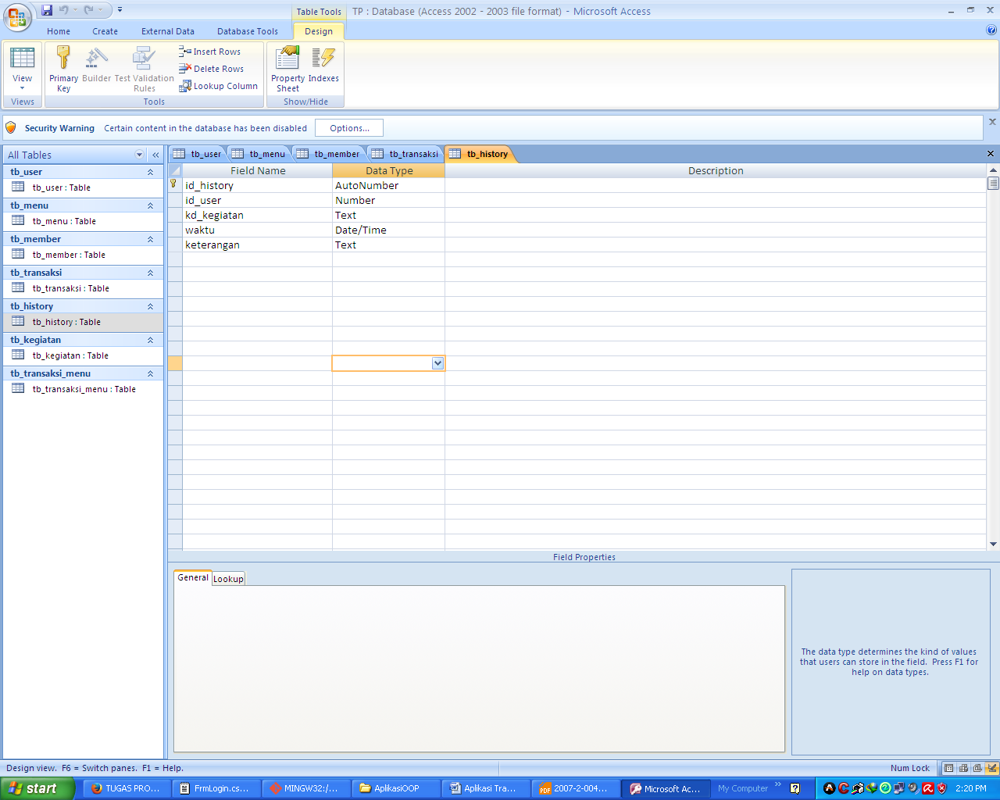 Table Tools
TP : Database (Access 2002 - 2003 file format) - Microsoft Access
Home Create External Data Database Tools Design
View
Views
Primary Key
Builder
Test Validation Rules
Insert Rows
Delete Rows
Lookup Column
Tools
Property Sheet
Indexes
Show/Hide
Security Warning Certain content in the database has been disabled Options...
All Tables
tb_user
tb_user : Table
tb_menu
tb_menu : Table
tb_member
tb_member : Table
tb_transaksi
tb_transaksi : Table
tb_history
tb_history : Table
tb_kegiatan
tb_kegiatan : Table
tb_transaksi_menu
tb_transaksi_menu : Table
tb_user tb_menu tb_member tb_transaksi tb_history
Field Name Data Type Description
id_history AutoNumber
id_user Number
kd_kegiatan Text
waktu Date/Time
keterangan Text
Field Properties
General Lookup
The data type determines the kind of values
that users can store in the field. Press F1 for
help on data types.
Design view. F6 = Switch panes. F1 = Help.
Num Lock
start
TUGAS PRO...
FrmLogin.cs...
MINGW32:/...
AplikasiOOP
Aplikasi Tra...
2007-2-004...
Microsoft Ac...
My Computer
2:20 PM